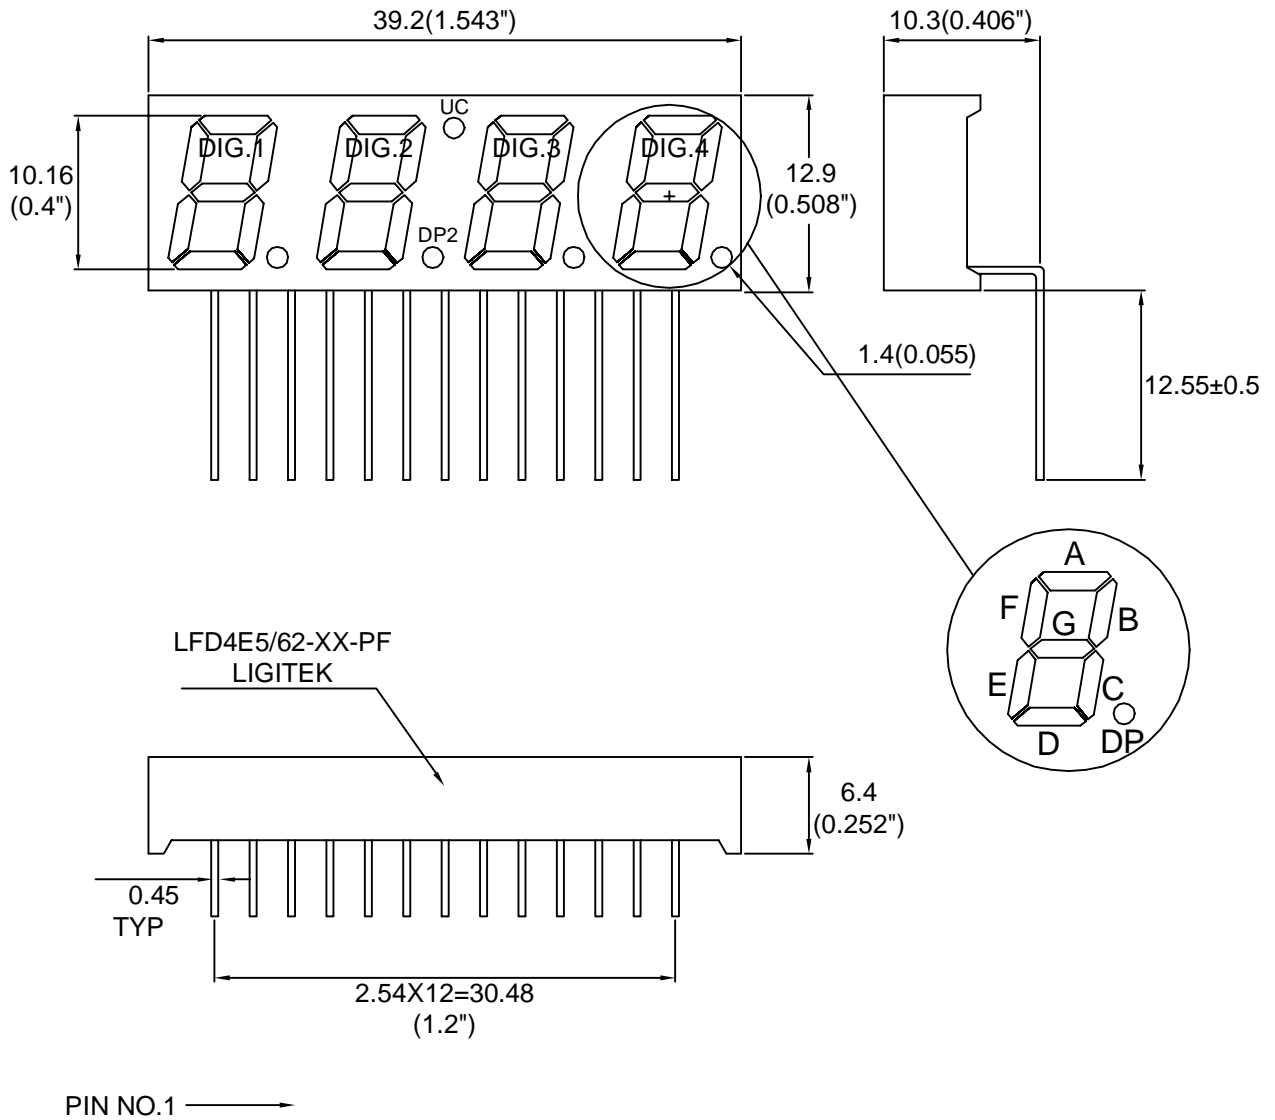 39.2(1.543")
10.3(0.406")
UC
DIG.1
DIG.2
DIG.3
DIG.4
10.16
(0.4")
12.9
(0.508")
DP2
1.4(0.055)
12.55±0.5
A
F
B
G
E
C
D
DP
LFD4E5/62-XX-PF
LIGITEK
6.4
(0.252")
0.45
TYP
2.54X12=30.48
(1.2")
PIN NO.1